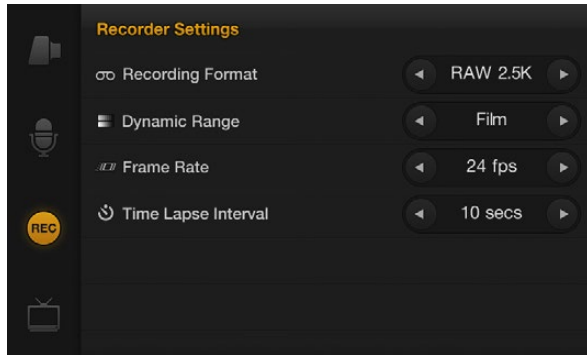 Recorder Settings
Recording Format RAW 2.5K
Dynamic Range Film
Frame Rate 24 fps
REC
Time Lapse Interval 10 secs